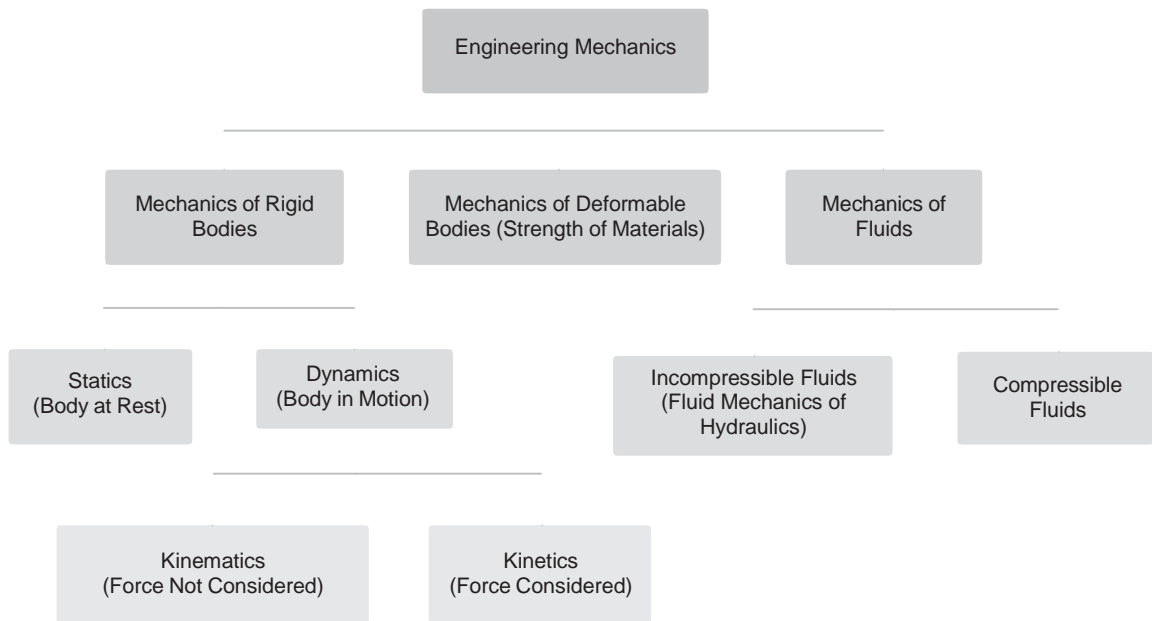 Engineering Mechanics
Mechanics of Rigid
Bodies
Mechanics of Deformable
Bodies (Strength of Materials)
Mechanics of
Fluids
Statics
(Body at Rest)
Dynamics
(Body in Motion)
Incompressible Fluids
(Fluid Mechanics of
Hydraulics)
Compressible
Fluids
Kinematics
(Force Not Considered)
Kinetics
(Force Considered)